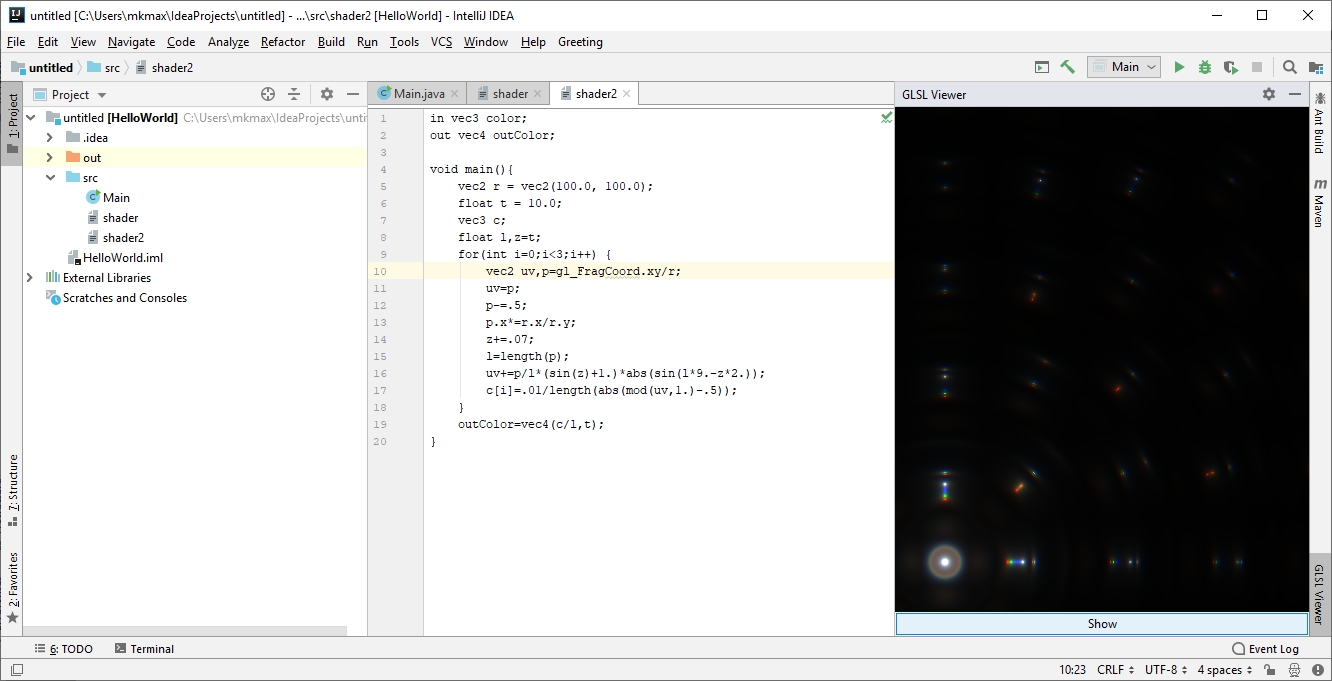 untitled [C:\Users\mkmax\IdeaProjects\untitled] - ...\src\shader2 [HelloWorld] - IntelliJ IDEA
File Edit View Navigate Code Analyze Refactor Build Run Tools VCS Window Help Greeting
untitled src shader2 Main
1: Project
7: Structure
2: Favorites
Project
untitled [HelloWorld] C:\Users\mkmax\IdeaProjects\unti
.idea
out
src
Main
shader
shader2
HelloWorld.iml
External Libraries
Scratches and Consoles
Main.java shader shader2
1 in vec3 color;
2 out vec4 outColor;
3
4 void main(){
5 vec2 r = vec2(100.0, 100.0);
6 float t = 10.0;
7 vec3 c;
8 float l,z=t;
9 for(int i=0;i<3;i++) {
10 vec2 uv,p=gl_FragCoord.xy/r;
11 uv=p;
12 p-=.5;
13 p.x*=r.x/r.y;
14 z+=.07;
15 l=length(p);
16 uv+=p/l*(sin(z)+1.)*abs(sin(l*9.-z*2.));
17 c[i]=.01/length(abs(mod(uv,1.)-.5));
18 }
19 outColor=vec4(c/l,t);
20 }
GLSL Viewer
Show
Ant Build
m Maven
GLSL Viewer
6: TODO Terminal Event Log
10:23 CRLF UTF-8 4 spaces